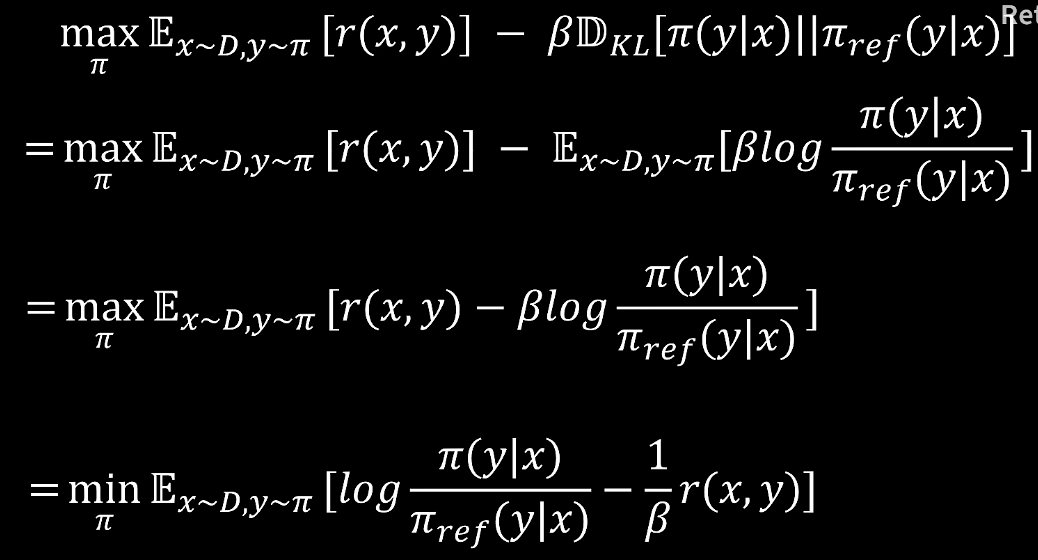 Ret
max_π 𝔼_{x~D,y~π} [r(x, y)] − β𝔻_{KL}[π(y|x)||π_{ref}(y|x)]
= max_π 𝔼_{x~D,y~π} [r(x, y)] − 𝔼_{x~D,y~π}[βlog π(y|x)/π_{ref}(y|x)]
= max_π 𝔼_{x~D,y~π} [r(x, y) − βlog π(y|x)/π_{ref}(y|x)]
= min_π 𝔼_{x~D,y~π} [log π(y|x)/π_{ref}(y|x) − 1/β r(x, y)]